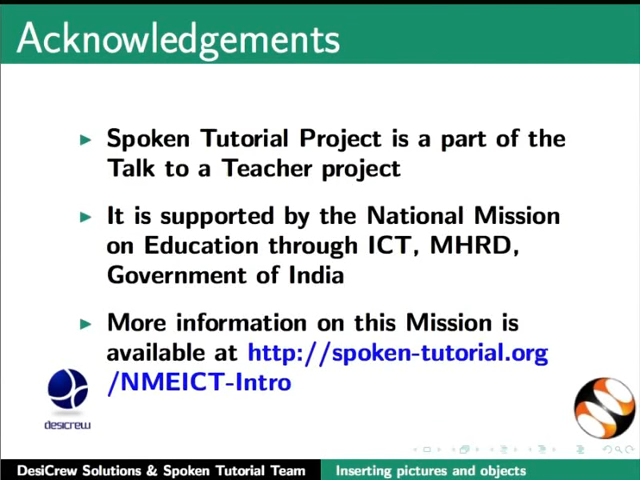 Acknowledgements
Spoken Tutorial Project is a part of the
Talk to a Teacher project
It is supported by the National Mission
on Education through ICT, MHRD,
Government of India
More information on this Mission is
available at http://spoken-tutorial.org
/NMEICT-Intro
desicrew
DesiCrew Solutions & Spoken Tutorial Team
Inserting pictures and objects